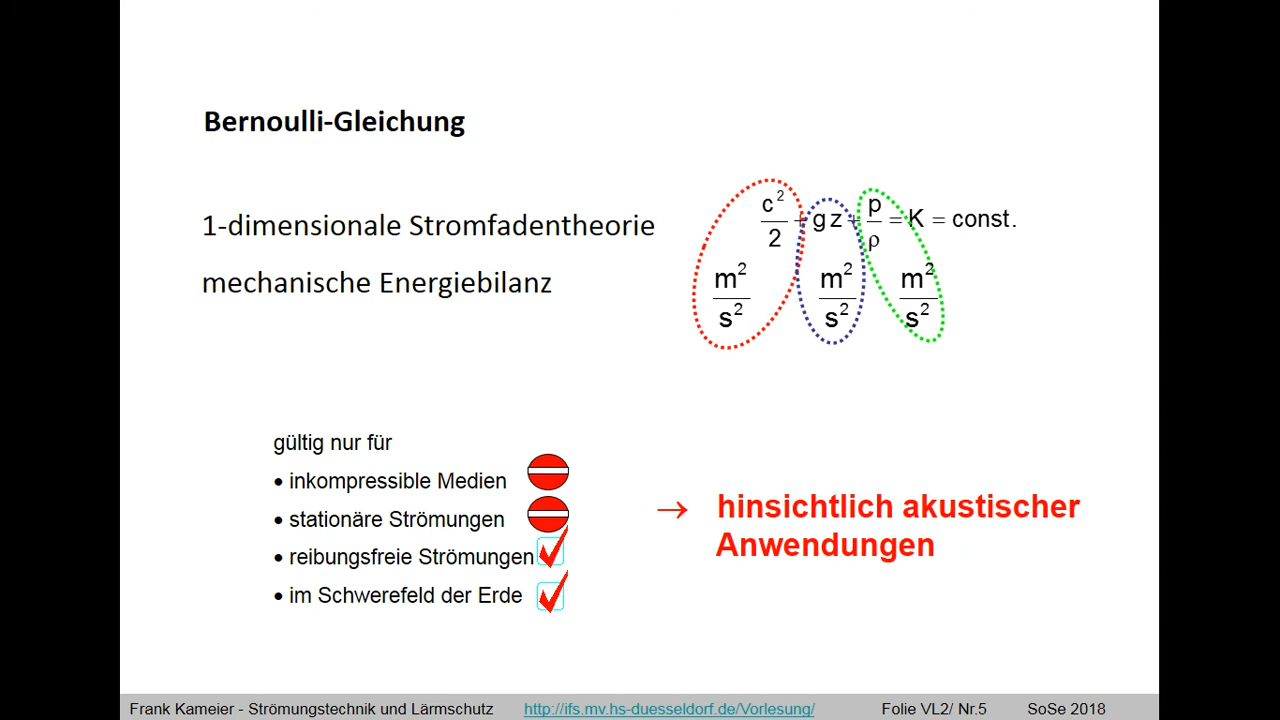 Bernoulli-Gleichung
1-dimensionale Stromfadentheorie
mechanische Energiebilanz
c²/2 + g z + p/ρ = K = const.
m²/s² m²/s² m²/s²
gültig nur für
• inkompressible Medien
• stationäre Strömungen
• reibungsfreie Strömungen
• im Schwerefeld der Erde
→ hinsichtlich akustischer
Anwendungen
Frank Kameier - Strömungstechnik und Lärmschutz http://ifs.mv.hs-duesseldorf.de/Vorlesung/ Folie VL2/ Nr.5 SoSe 2018